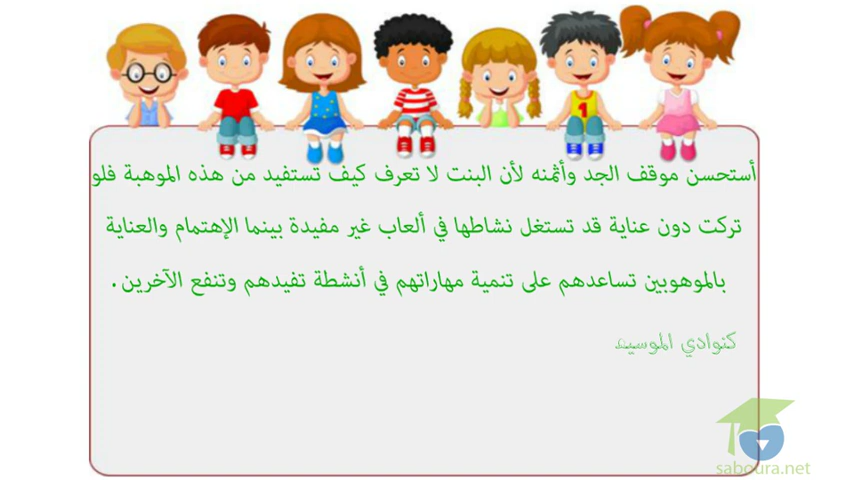 أستحسن موقف الجد وأثمنه لأن البنت لا تعرف كيف تستفيد من هذه الموهبة فلو
تركت دون عناية قد تستغل نشاطها في ألعاب غير مفيدة بينما الإهتمام والعناية
بالموهوبين تساعدهم على تنمية مهاراتهم في أنشطة تفيدهم وتنفع الآخرين .
كنوادي
saboura.net